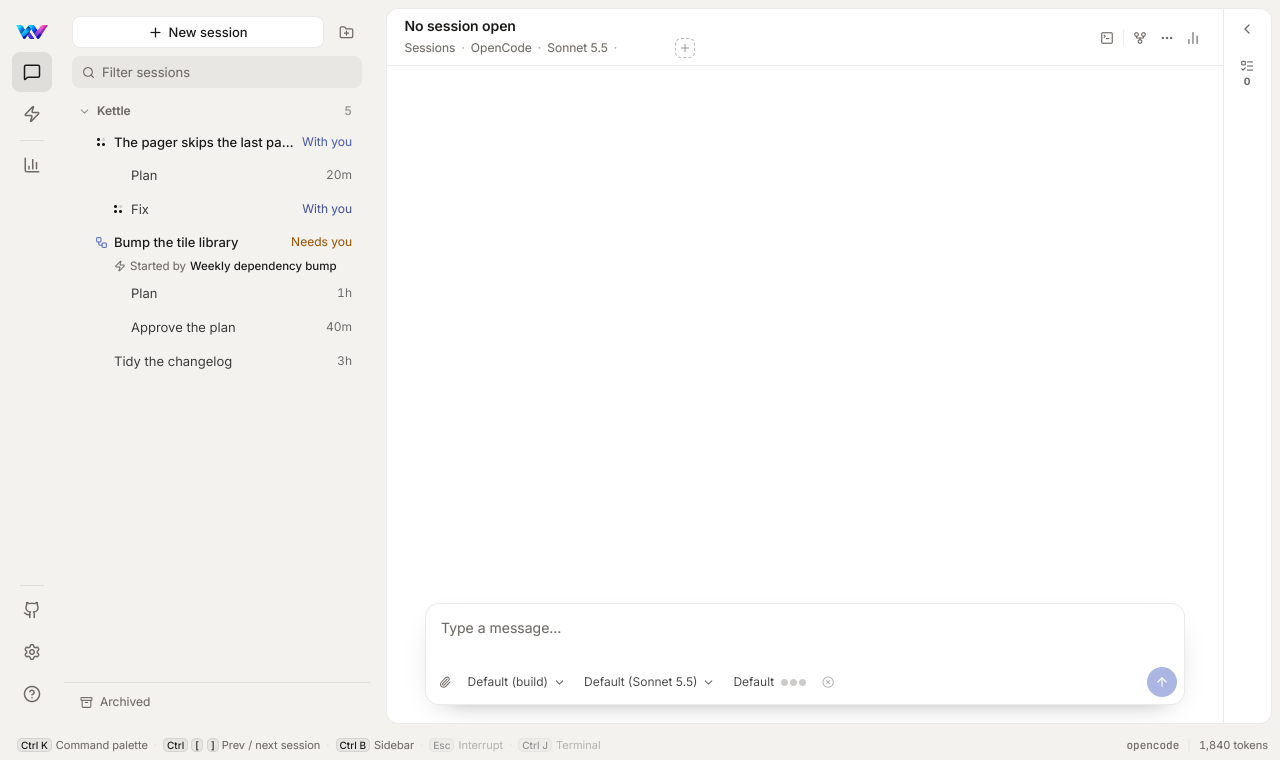 New session
Filter sessions
Kettle 5
The pager skips the last pa... With you
Plan 20m
Fix With you
Bump the tile library Needs you
Started by Weekly dependency bump
Plan 1h
Approve the plan 40m
Tidy the changelog 3h
Archived
No session open
Sessions · OpenCode · Sonnet 5.5 ·
0
Type a message...
Default (build) Default (Sonnet 5.5) Default
Ctrl K Command palette · Ctrl [ ] Prev / next session · Ctrl B Sidebar · Esc Interrupt · Ctrl J Terminal
opencode 1,840 tokens